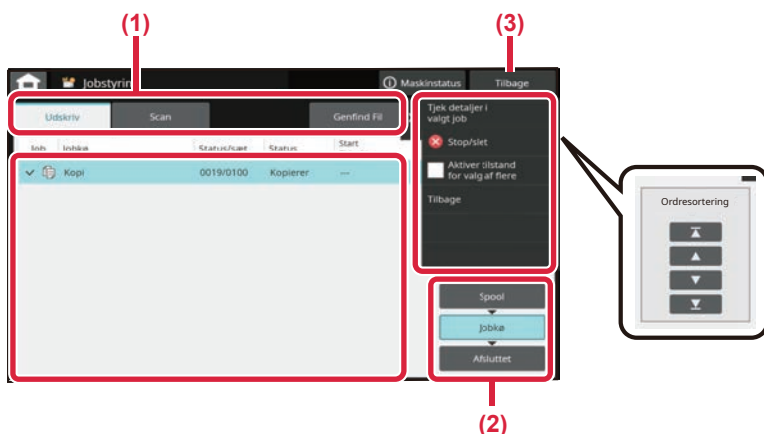 (1)
(3)
Jobstyring
Maskinstatus
Tilbage
Udskriv
Scan
Genfind Fil
Tjek detaljer i
valgt job
Stop/slet
Aktiver tilstand
for valg af flere
Tilbage
Job
Jobkø
Status/sæt
Status
Start
Kopi
0019/0100
Kopierer
---
Ordresortering
Spool
Jobkø
Afsluttet
(2)